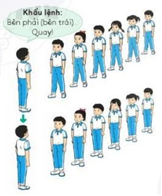 Khẩu lệnh:
Bên phải (bên trái)
Quay!